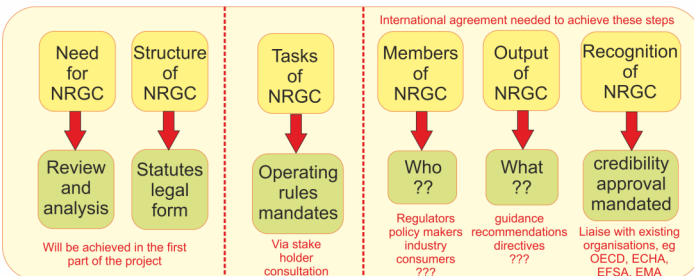 International agreement needed to achieve these steps
Need
for
NRGC
Structure
of
NRGC
Tasks
of
NRGC
Members
of
NRGC
Output
of
NRGC
Recognition
of
NRGC
Review
and
analysis
Statutes
legal
form
Operating
rules
mandates
Who
??
What
??
credibility
approval
mandated
Will be achieved in the first
part of the project
Via stake
holder
consultation
Regulators
policy makers
industry
consumers
???
guidance
recommendations
directives
???
Liaise with existing
organisations, eg
OECD, ECHA,
EFSA, EMA